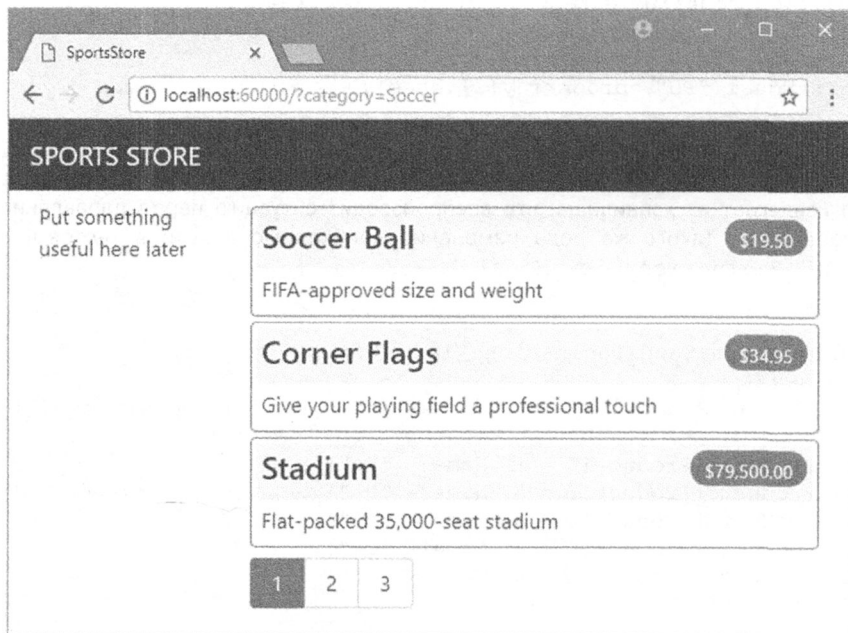 SportsStore
localhost:60000/?category=Soccer
SPORTS STORE
Put something
useful here later
Soccer Ball
$19.50
FIFA-approved size and weight
Corner Flags
$34.95
Give your playing field a professional touch
Stadium
$79,500.00
Flat-packed 35,000-seat stadium
1 2 3